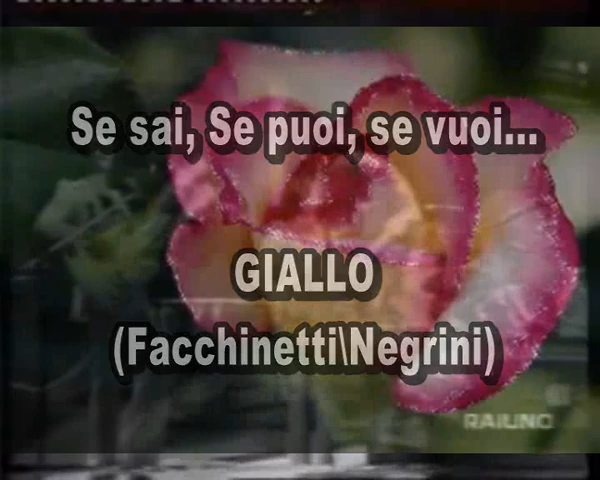 Se sai, Se puoi, se vuoi...
GIALLO
(Facchinetti\Negrini)
RAIUNO